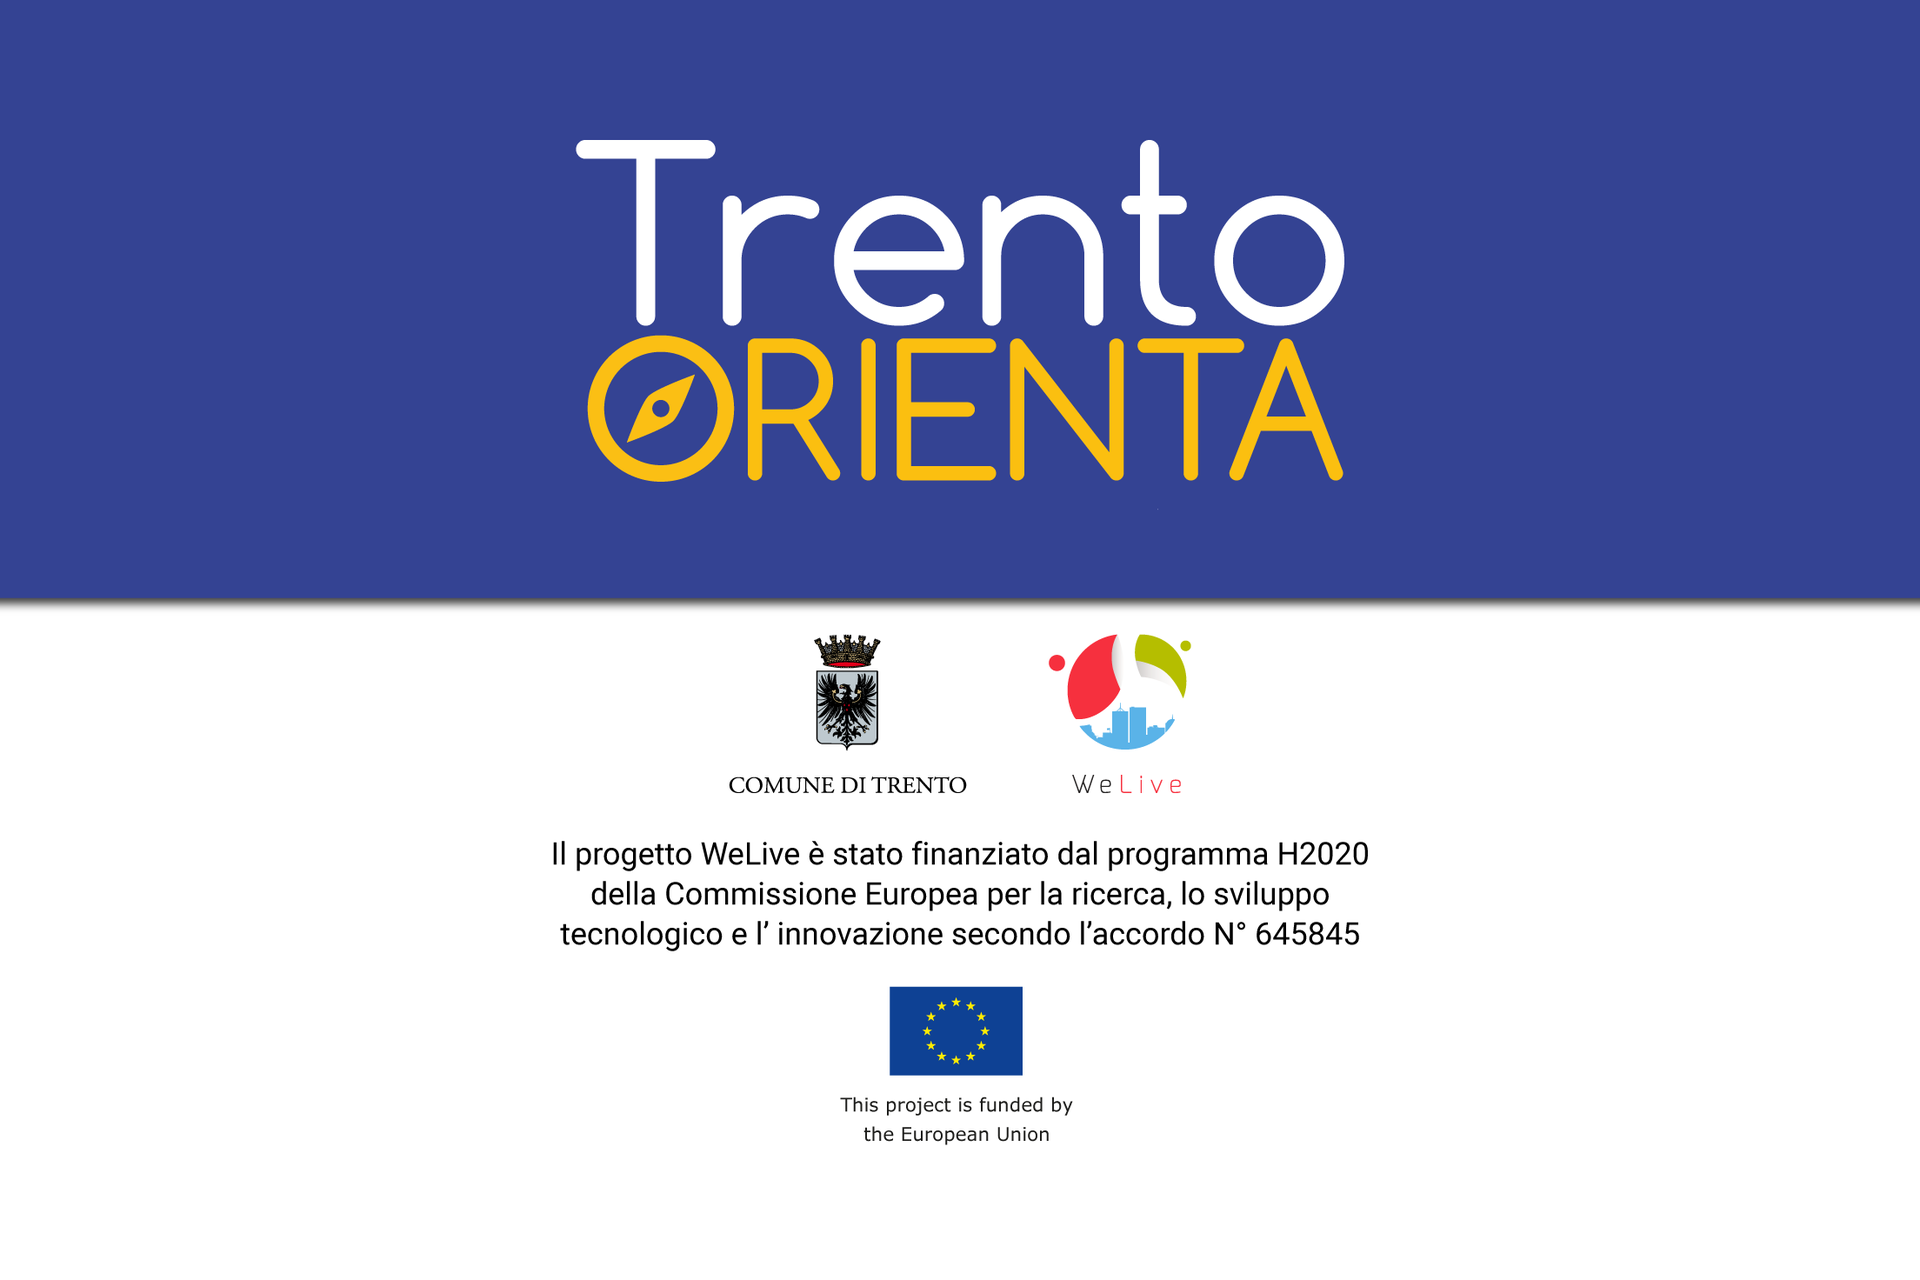 Trento
ORIENTA
COMUNE DI TRENTO
WeLive
Il progetto WeLive è stato finanziato dal programma H2020
della Commissione Europea per la ricerca, lo sviluppo
tecnologico e l’ innovazione secondo l’accordo N° 645845
This project is funded by
the European Union